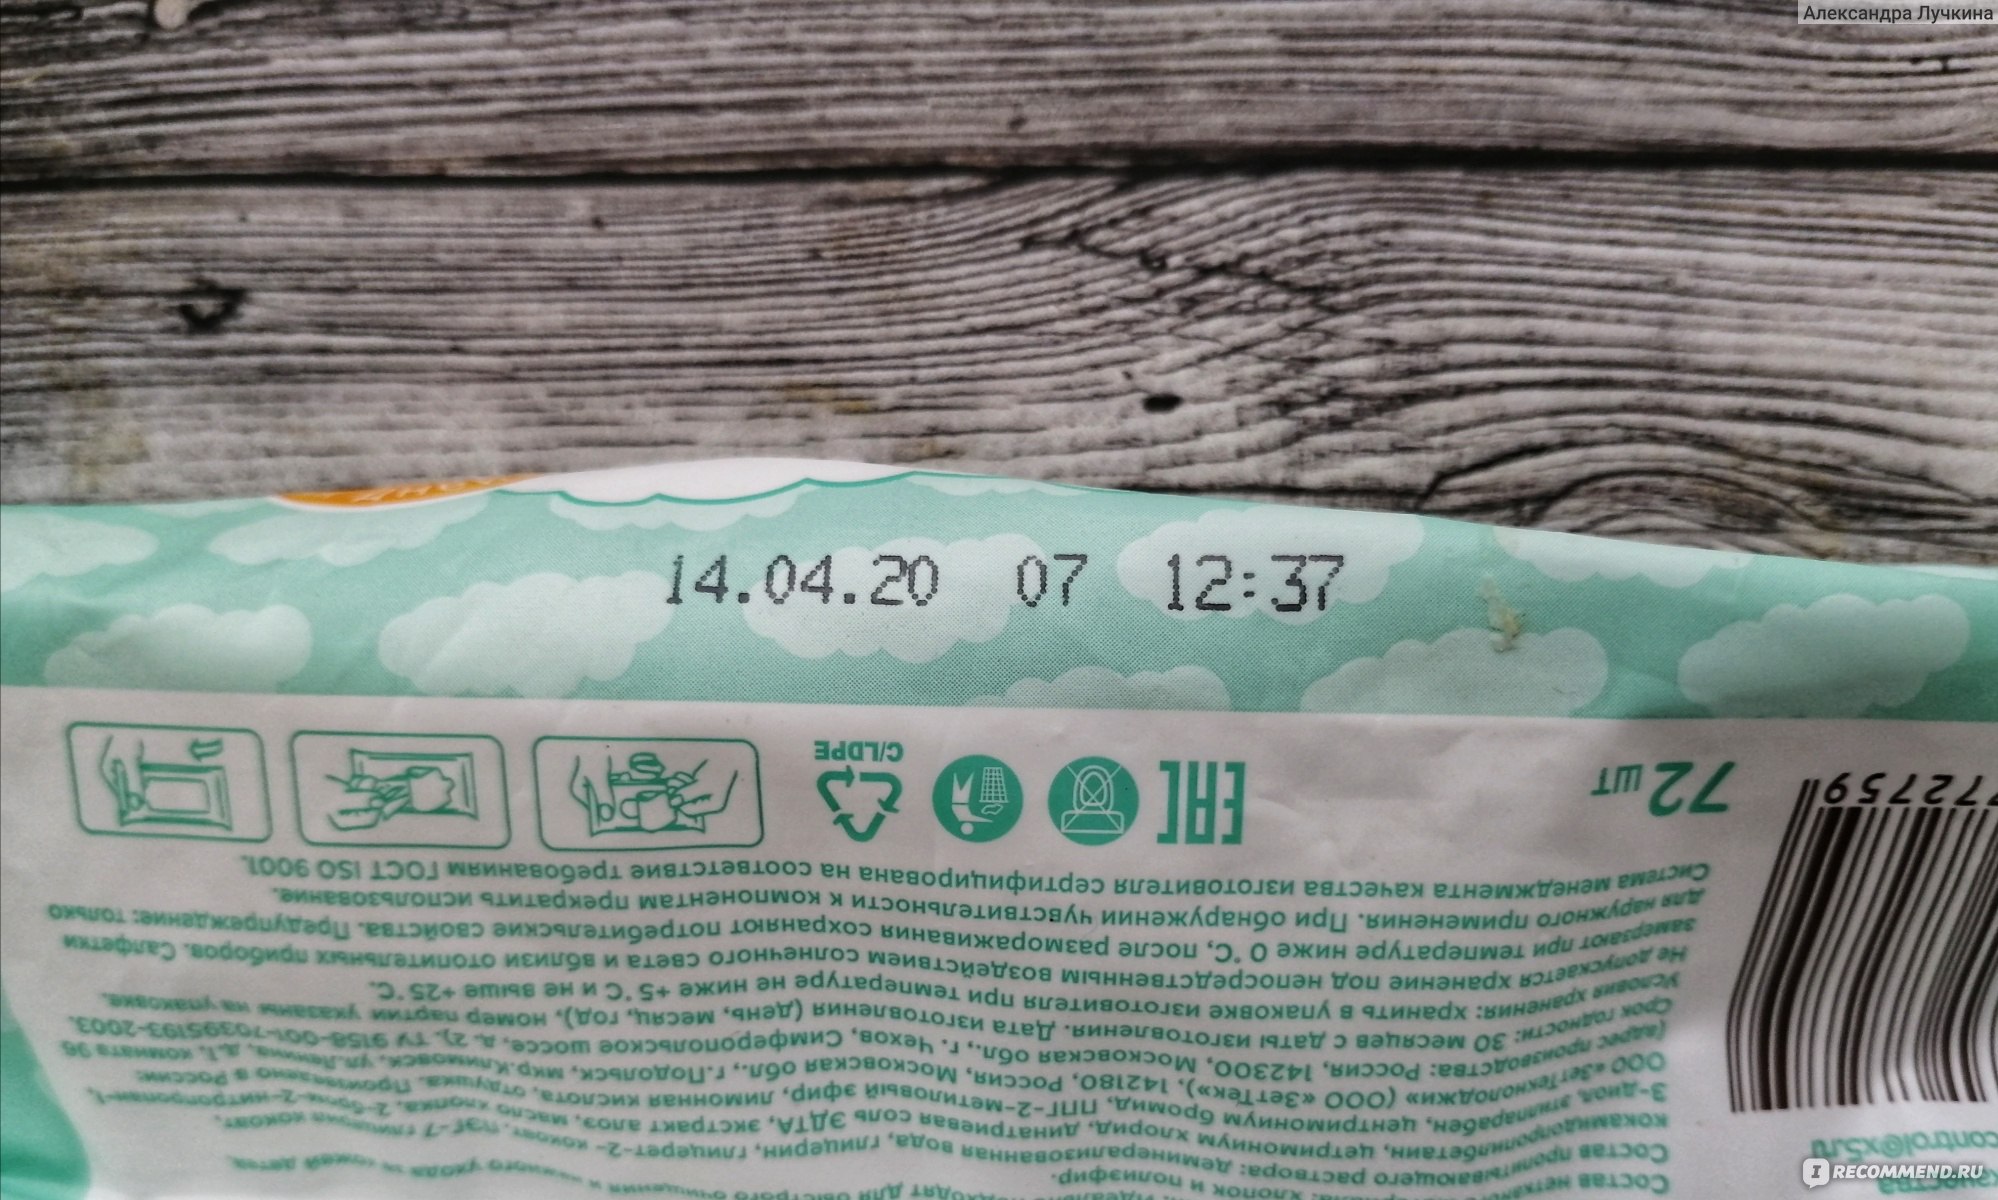 Александра Лучкина
14.04.20 07 12:37
72 шт
C/LDPE
EAC
772759
Система менеджмента качества изготовителя сертифицирована на соответствие требованиям ГОСТ ISO 9001.
для наружного применения. При обнаружении чувствительности к компонентам прекратить использование.
замерзают при температуре ниже 0 °С, после размораживания сохраняют потребительские свойства. Предупреждение: только
Не допускается хранение под непосредственным воздействием солнечного света и вблизи отопительных приборов. Салфетки
Условия хранения: хранить в упаковке изготовителя при температуре не ниже +5 °С и не выше +25 °С.
Срок годности: 30 месяцев с даты изготовления. Дата изготовления (день, месяц, год), номер партии указаны на упаковке.
(адрес производства: Россия, 142300, Московская обл., г. Чехов, Симферопольское шоссе, д. 2). ТУ 9158-001-70395193-2003.
ООО «ЗетТехнолоджи» (ООО «ЗетТек»), 142180, Россия, Московская обл., г. Подольск, мкр. Климовск, ул. Ленина, д. 1, комната 96
3-диол, этилпарабен, центримониум бромид, ППГ-2-метиловый эфир, лимонная кислота, отдушка. Произведено в России:
кокамидопропилбетаин, цетримониум хлорид, динатриевая соль ЭДТА, экстракт алоэ, масло хлопка, 2-бром-2-нитропропан-1,
Состав пропитывающего раствора: деминерализованная вода, глицерин, глицерет-2- кокоат, ПЭГ-7 глицерил кокоат,
хлопок и полиэфир.
control@x5.ru
IRECOMMEND.RU